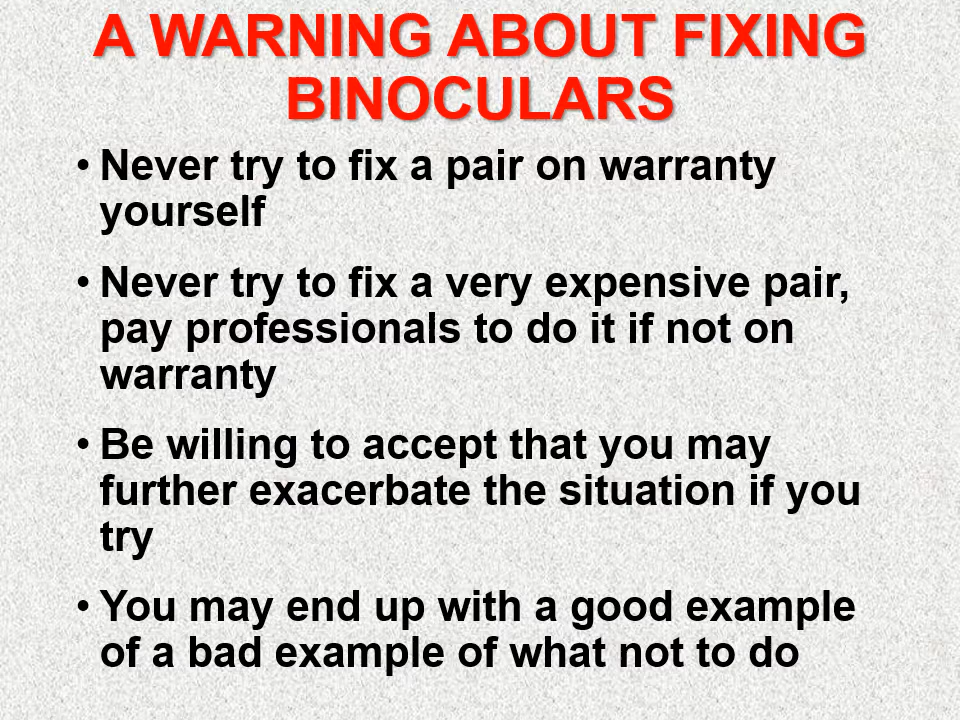 A WARNING ABOUT FIXING
BINOCULARS
• Never try to fix a pair on warranty
yourself
• Never try to fix a very expensive pair,
pay professionals to do it if not on
warranty
• Be willing to accept that you may
further exacerbate the situation if you
try
• You may end up with a good example
of a bad example of what not to do